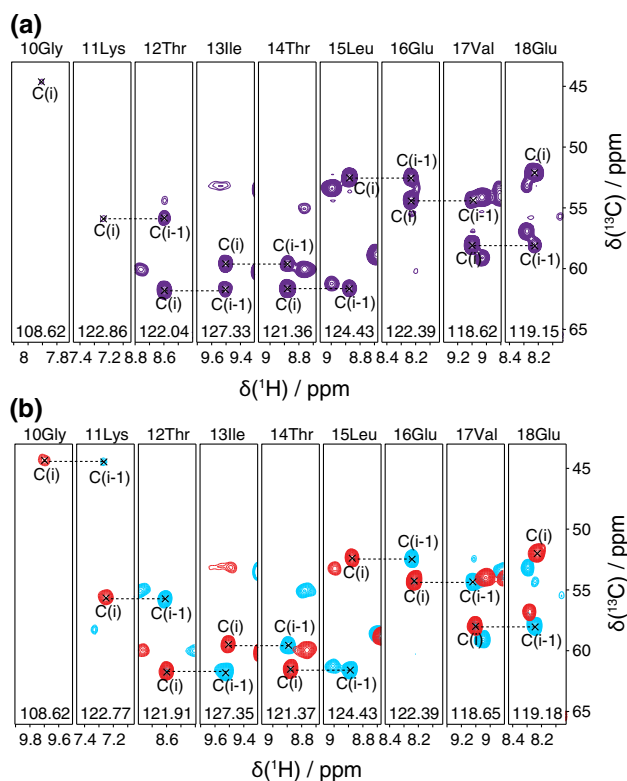 (a)
10Gly 11Lys 12Thr 13Ile 14Thr 15Leu 16Glu 17Val 18Glu
C(i)
C(i) C(i-1)
C(i) C(i-1)
C(i) C(i-1)
C(i) C(i-1)
C(i) C(i-1)
C(i) C(i-1)
C(i) C(i-1)
C(i) C(i-1)
45
50
55
60
65
δ(¹³C) / ppm
108.62 122.86 122.04 127.33 121.36 124.43 122.39 118.62 119.15
8 7.8 7.4 7.2 8.8 8.6 9.6 9.4 9 8.8 9 8.8 8.4 8.2 9.2 9 8.4 8.2
δ(¹H) / ppm
(b)
10Gly 11Lys 12Thr 13Ile 14Thr 15Leu 16Glu 17Val 18Glu
C(i) C(i-1)
C(i) C(i-1)
C(i) C(i-1)
C(i) C(i-1)
C(i) C(i-1)
C(i) C(i-1)
C(i) C(i-1)
C(i) C(i-1)
C(i)
45
50
55
60
65
δ(¹³C) / ppm
108.62 122.77 121.91 127.35 121.37 124.43 122.39 118.65 119.18
9.8 9.6 7.4 7.2 8.6 9.6 9.4 9 8.8 9 8.8 8.4 8.2 9.2 9 8.4 8.2
δ(¹H) / ppm